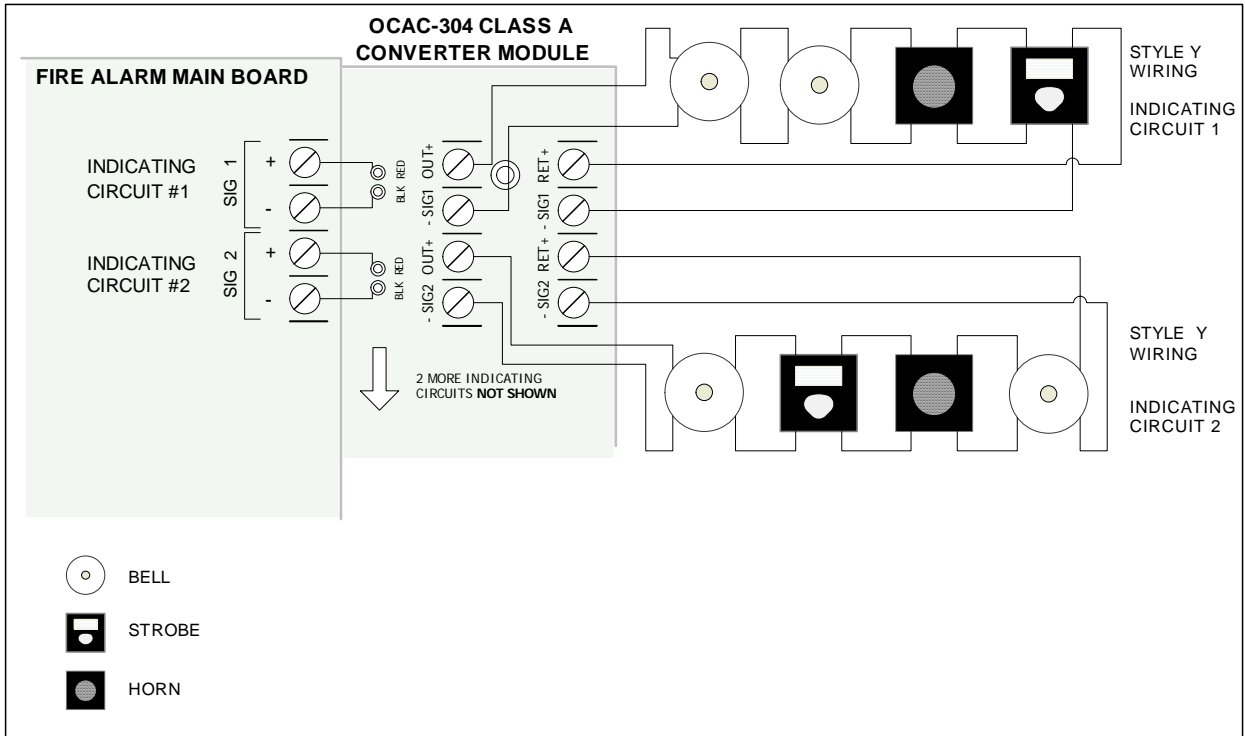 OCAC-304 CLASS A
CONVERTER MODULE
FIRE ALARM MAIN BOARD
INDICATING
CIRCUIT #1
SIG 1
+
-
RED
BLK
OUT+
- SIG1
RET+
- SIG1
INDICATING
CIRCUIT #2
SIG 2
+
-
RED
BLK
OUT+
- SIG2
RET+
- SIG2
2 MORE INDICATING
CIRCUITS NOT SHOWN
STYLE Y
WIRING
INDICATING
CIRCUIT 1
STYLE Y
WIRING
INDICATING
CIRCUIT 2
BELL
STROBE
HORN